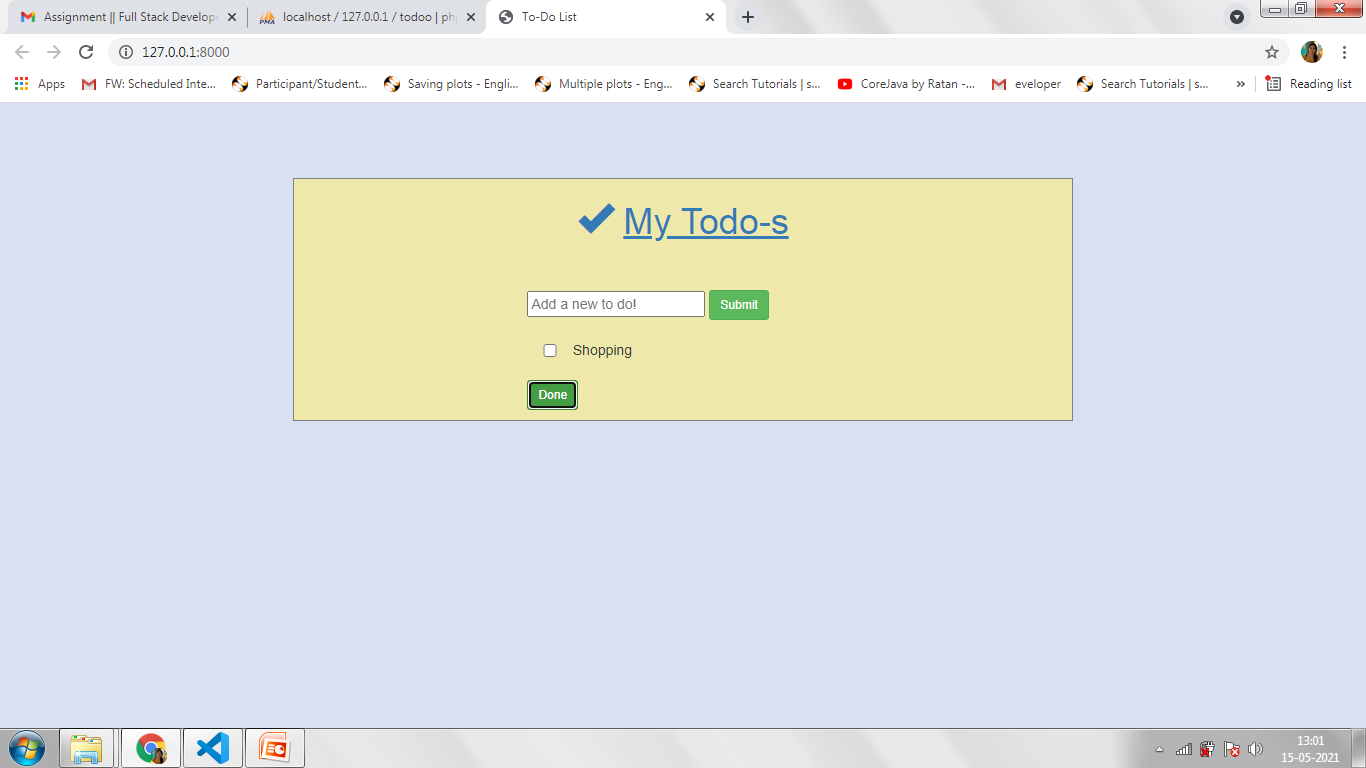 Assignment || Full Stack Develope
localhost / 127.0.0.1 / todoo | ph
To-Do List
127.0.0.1:8000
Apps
FW: Scheduled Inte...
Participant/Student...
Saving plots - Engli...
Multiple plots - Eng...
Search Tutorials | s...
CoreJava by Ratan -...
eveloper
Search Tutorials | s...
»
Reading list
My Todo-s
Add a new to do!
Submit
Shopping
Done
13:01
15-05-2021